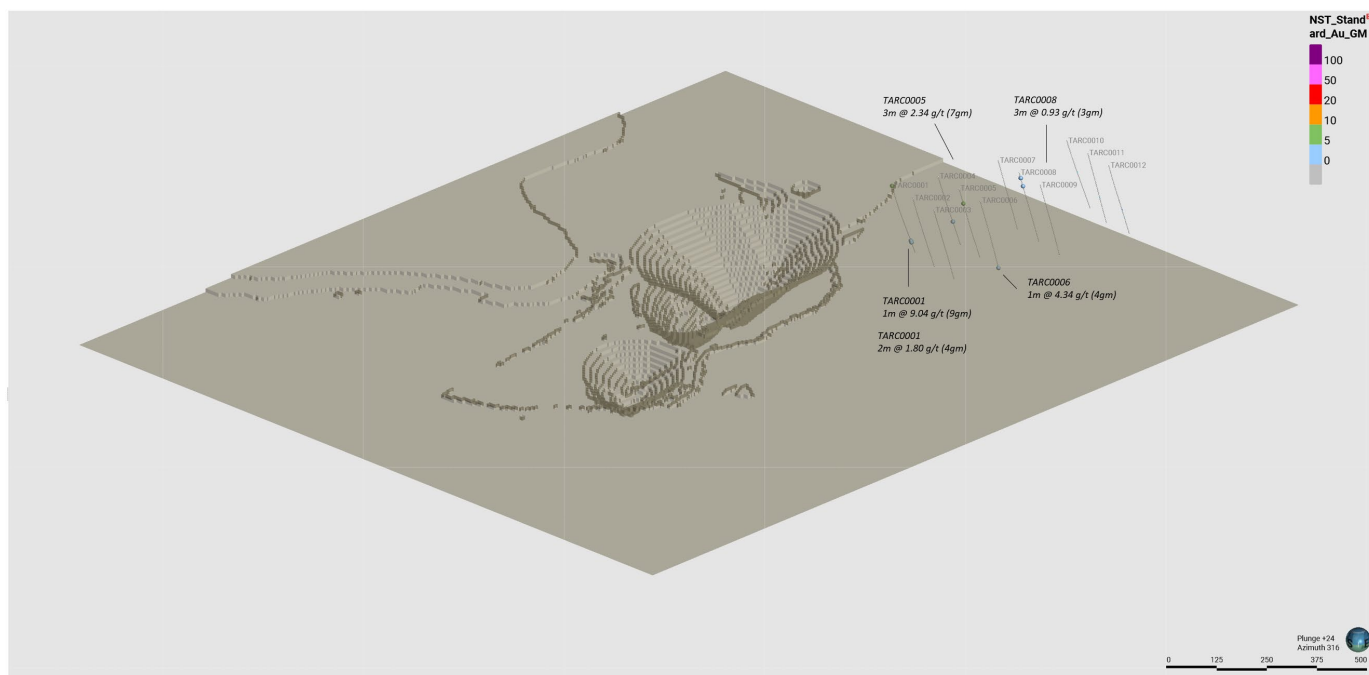 NST_Stand
ard_Au_GM
100
50
20
10
5
0
TARC0005
3m @ 2.34 g/t (7gm)
TARC0008
3m @ 0.93 g/t (3gm)
TARC0010
TARC0011
TARC0012
TARC0007
TARC0008
TARC0009
TARC0004
TARC0005
TARC0006
TARC0001
TARC0002
TARC0003
TARC0006
1m @ 4.34 g/t (4gm)
TARC0001
1m @ 9.04 g/t (9gm)
TARC0001
2m @ 1.80 g/t (4gm)
Plunge +24
Azimuth 316
0 125 250 375 500